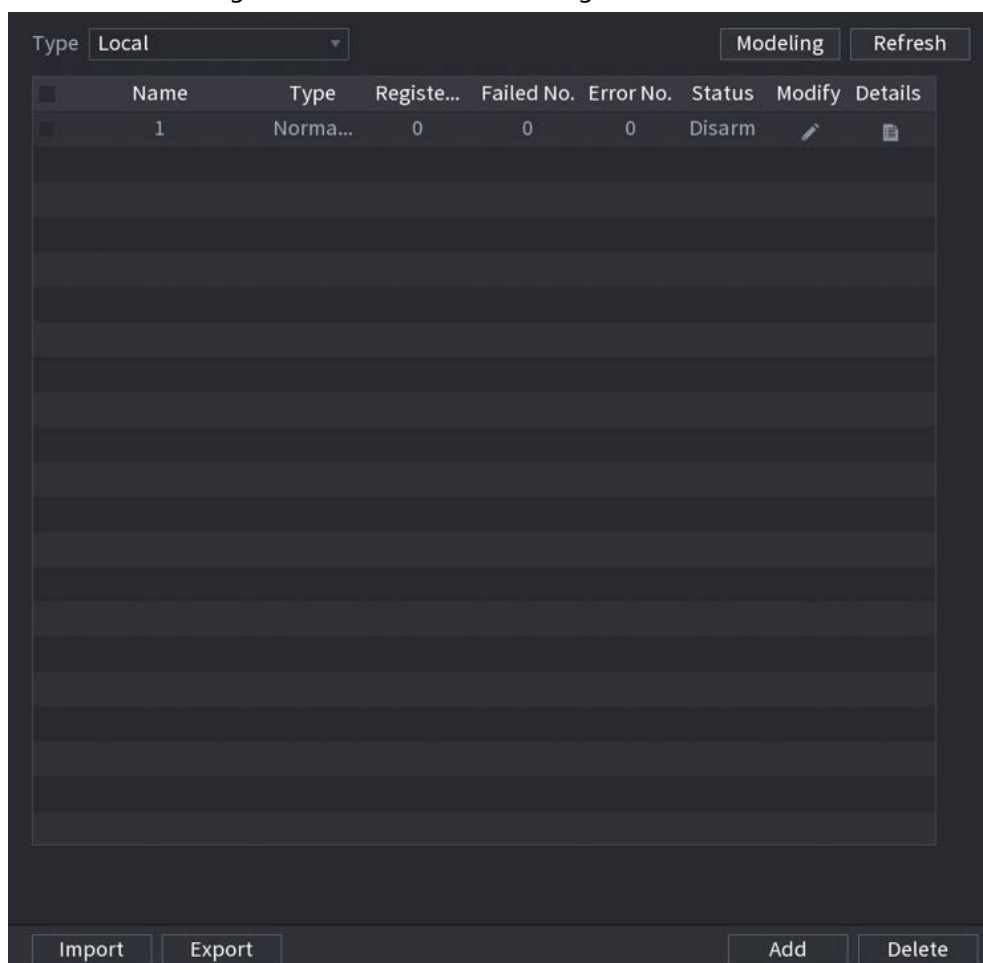 Type Local Modeling Refresh
Name Type Registe... Failed No. Error No. Status Modify Details
1 Norma... 0 0 0 Disarm
Import Export Add Delete